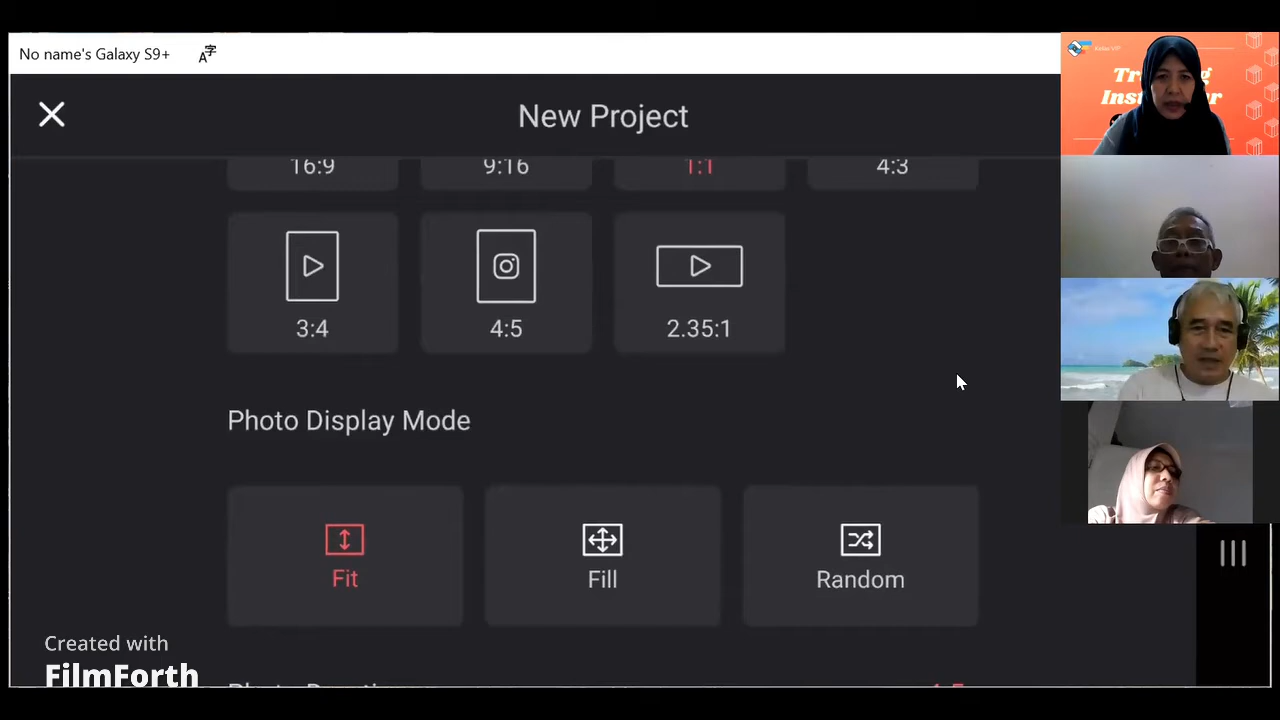 No name's Galaxy S9+
New Project
16:9
9:16
1:1
4:3
3:4
4:5
2.35:1
Photo Display Mode
Fit
Fill
Random
Created with
FilmForth